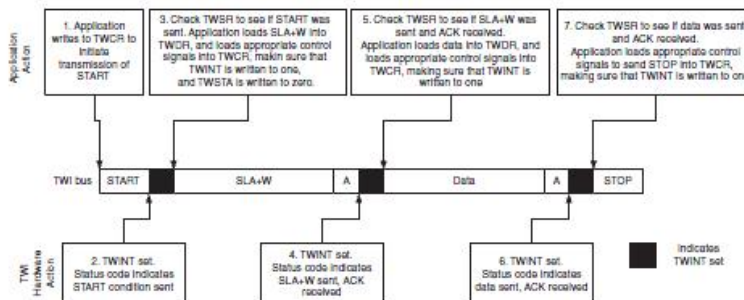 Application
Action
1. Application
writes to TWCR to
initiate
transmission of
START
3. Check TWSR to see if START was
sent. Application loads SLA+W into
TWDR, and loads appropriate control
signals into TWCR, makin sure that
TWINT is written to one,
and TWSTA is written to zero.
5. Check TWSR to see if SLA+W was
sent and ACK received.
Application loads data into TWDR, and
loads appropriate control signals into
TWCR, making sure that TWINT is
written to one
7. Check TWSR to see if data was sent
and ACK received.
Application loads appropriate control
signals to send STOP into TWCR,
making sure that TWINT is written to one
TWI bus
START
SLA+W
A
Data
A
STOP
TWI
Hardware
Action
2. TWINT set.
Status code indicates
START condition sent
4. TWINT set.
Status code indicates
SLA+W sent, ACK
received
6. TWINT set.
Status code indicates
data sent, ACK received
Indicates
TWINT set